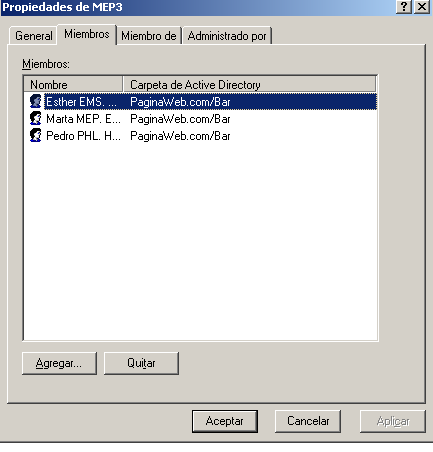 Propiedades de MEP3
General Miembros Miembro de Administrado por
Miembros:
Nombre Carpeta de Active Directory
Esther EMS. ... PaginaWeb.com/Bar
Marta MEP. E... PaginaWeb.com/Bar
Pedro PHL. H... PaginaWeb.com/Bar
Agregar... Quitar
Aceptar Cancelar Aplicar